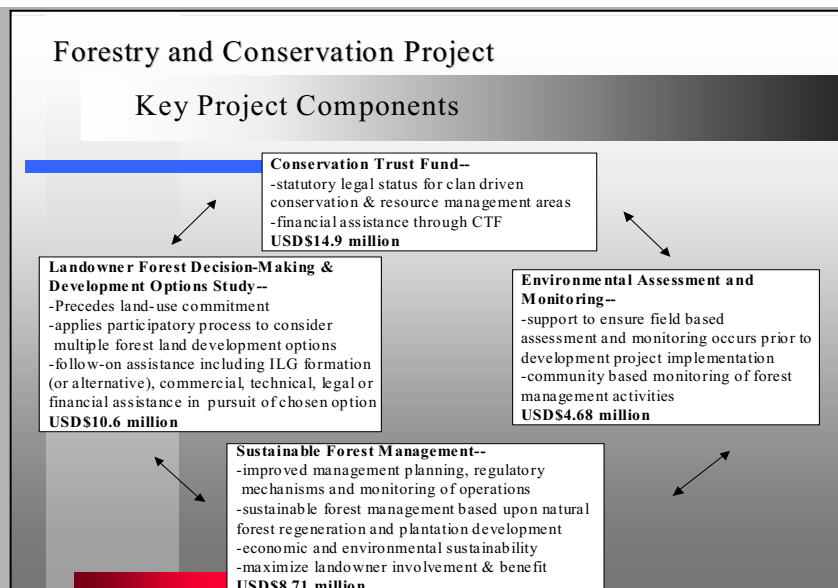 Forestry and Conservation Project
Key Project Components
Conservation Trust Fund--
-statutory legal status for clan driven
conservation & resource management areas
-financial assistance through CTF
USD$14.9 million
Landowner Forest Decision-Making &
Development Options Study--
-Precedes land-use commitment
-applies participatory process to consider
multiple forest land development options
-follow-on assistance including ILG formation
(or alternative), commercial, technical, legal or
financial assistance in pursuit of chosen option
USD$10.6 million
Environmental Assessment and
Monitoring--
-support to ensure field based
assessment and monitoring occurs prior to
development project implementation
-community based monitoring of forest
management activities
USD$4.68 million
Sustainable Forest Management--
-improved management planning, regulatory
mechanisms and monitoring of operations
-sustainable forest management based upon natural
forest regeneration and plantation development
-economic and environmental sustainability
-maximize landowner involvement & benefit
USD$8.71 million